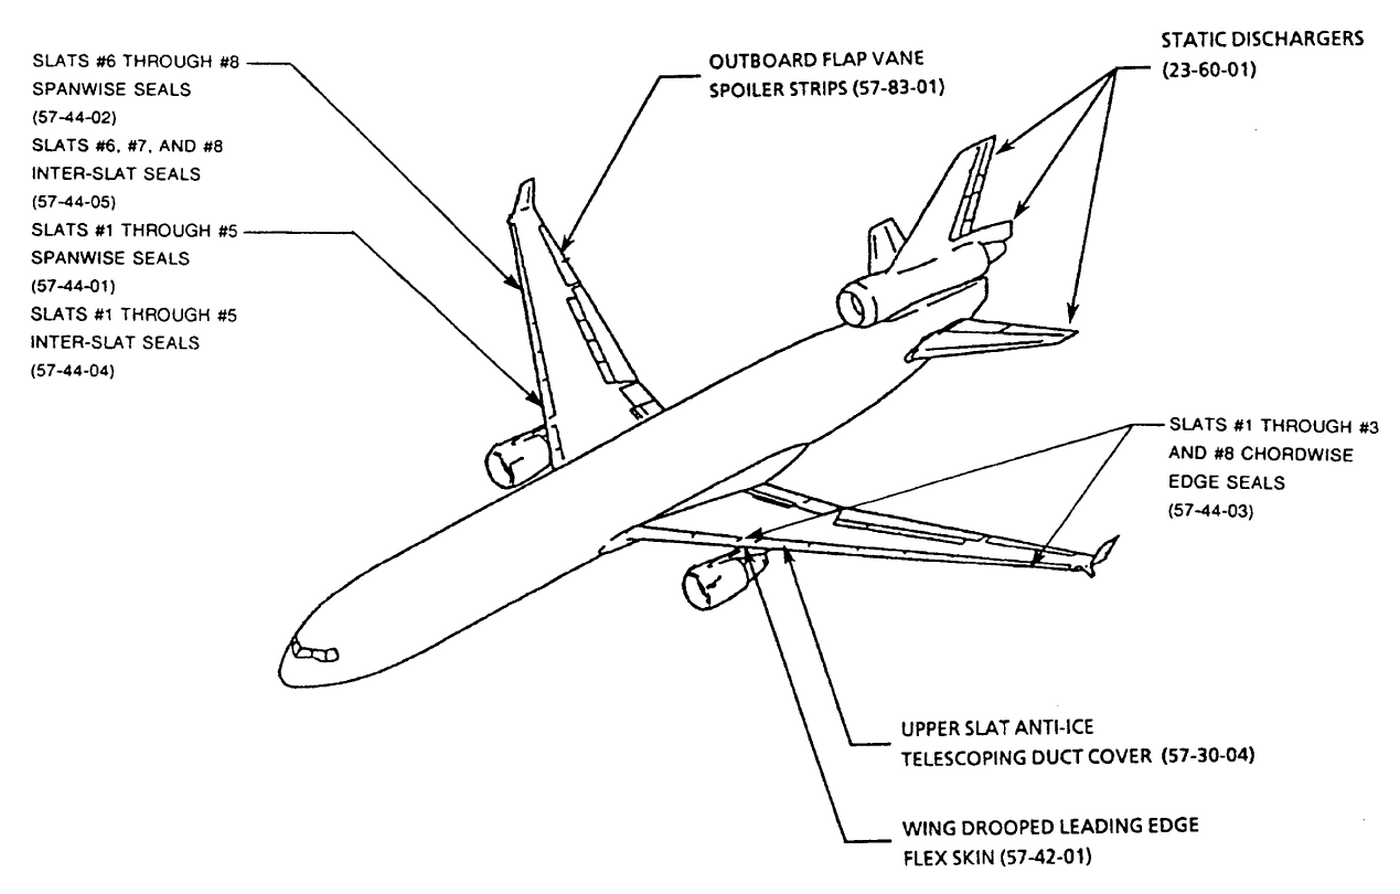 SLATS #6 THROUGH #8
SPANWISE SEALS
(57-44-02)
SLATS #6, #7, AND #8
INTER-SLAT SEALS
(57-44-05)
SLATS #1 THROUGH #5
SPANWISE SEALS
(57-44-01)
SLATS #1 THROUGH #5
INTER-SLAT SEALS
(57-44-04)
OUTBOARD FLAP VANE
SPOILER STRIPS (57-83-01)
STATIC DISCHARGERS
(23-60-01)
SLATS #1 THROUGH #3
AND #8 CHORDWISE
EDGE SEALS
(57-44-03)
UPPER SLAT ANTI-ICE
TELESCOPING DUCT COVER (57-30-04)
WING DROOPED LEADING EDGE
FLEX SKIN (57-42-01)